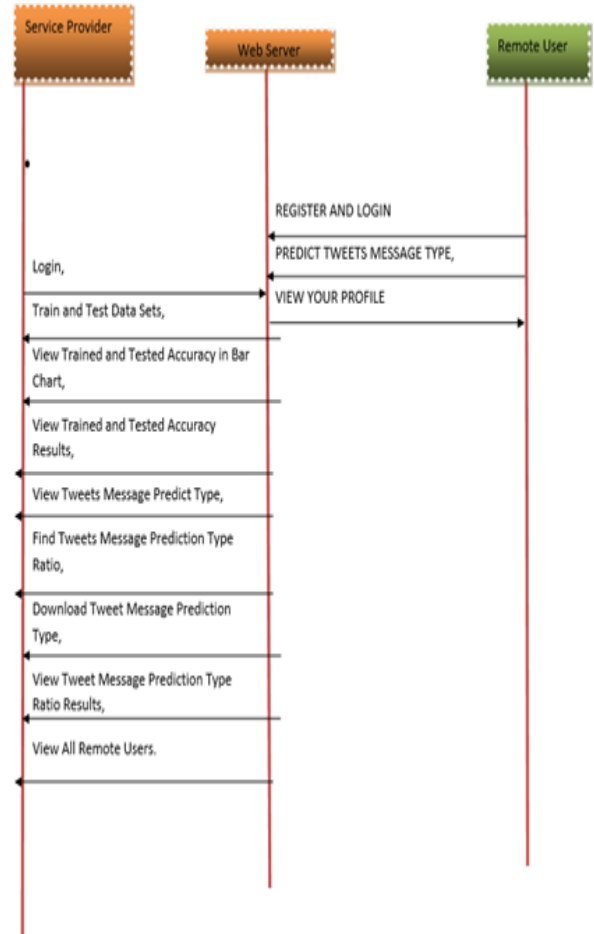 Service Provider
Web Server
Remote User
REGISTER AND LOGIN
PREDICT TWEETS MESSAGE TYPE,
VIEW YOUR PROFILE
Login,
Train and Test Data Sets,
View Trained and Tested Accuracy in Bar
Chart,
View Trained and Tested Accuracy
Results,
View Tweets Message Predict Type,
Find Tweets Message Prediction Type
Ratio,
Download Tweet Message Prediction
Type,
View Tweet Message Prediction Type
Ratio Results,
View All Remote Users.